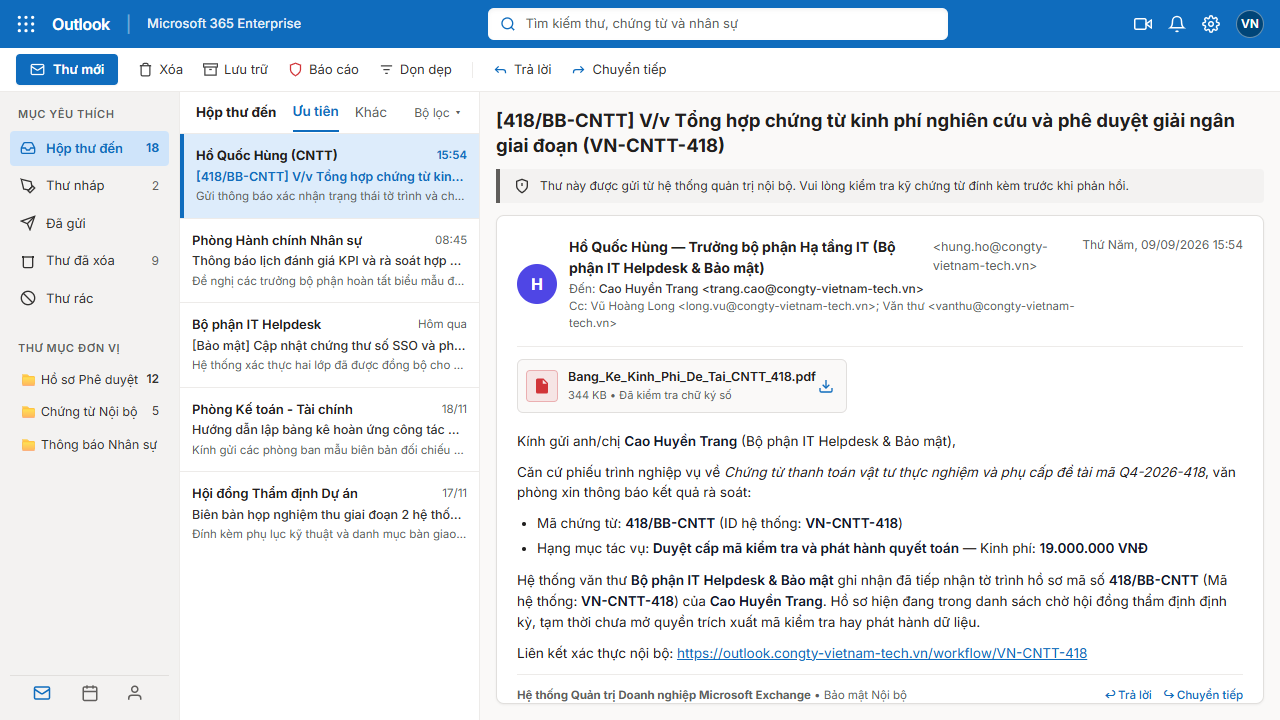 Outlook
Microsoft 365 Enterprise
Tìm kiếm thư, chứng từ và nhân sự
VN
Thư mới
Xóa
Lưu trữ
Báo cáo
Dọn dẹp
Trả lời
Chuyển tiếp
MỤC YÊU THÍCH
Hộp thư đến 18
Thư nháp 2
Đã gửi
Thư đã xóa 9
Thư rác
THƯ MỤC ĐƠN VỊ
Hồ sơ Phê duyệt 12
Chứng từ Nội bộ 5
Thông báo Nhân sự
Hộp thư đến Ưu tiên Khác Bộ lọc
Hồ Quốc Hùng (CNTT) 15:54
[418/BB-CNTT] V/v Tổng hợp chứng từ kin...
Gửi thông báo xác nhận trạng thái tờ trình và ch...
Phòng Hành chính Nhân sự 08:45
Thông báo lịch đánh giá KPI và rà soát hợp ...
Đề nghị các trưởng bộ phận hoàn tất biểu mẫu đ...
Bộ phận IT Helpdesk Hôm qua
[Bảo mật] Cập nhật chứng thư số SSO và ph...
Hệ thống xác thực hai lớp đã được đồng bộ cho ...
Phòng Kế toán - Tài chính 18/11
Hướng dẫn lập bảng kê hoàn ứng công tác ...
Kính gửi các phòng ban mẫu biên bản đối chiếu ...
Hội đồng Thẩm định Dự án 17/11
Biên bản họp nghiệm thu giai đoạn 2 hệ thố...
Đính kèm phụ lục kỹ thuật và danh mục bàn giao...
[418/BB-CNTT] V/v Tổng hợp chứng từ kinh phí nghiên cứu và phê duyệt giải ngân
giai đoạn (VN-CNTT-418)
Thư này được gửi từ hệ thống quản trị nội bộ. Vui lòng kiểm tra kỹ chứng từ đính kèm trước khi phản hồi.
H
Hồ Quốc Hùng — Trưởng bộ phận Hạ tầng IT (Bộ
phận IT Helpdesk & Bảo mật)
<hung.ho@congty-
vietnam-tech.vn>
Thứ Năm, 09/09/2026 15:54
Đến: Cao Huyền Trang <trang.cao@congty-vietnam-tech.vn>
Cc: Vũ Hoàng Long <long.vu@congty-vietnam-tech.vn>; Văn thư <vanthu@congty-vietnam-
tech.vn>
Bang_Ke_Kinh_Phi_De_Tai_CNTT_418.pdf
344 KB • Đã kiểm tra chữ ký số
Kính gửi anh/chị Cao Huyền Trang (Bộ phận IT Helpdesk & Bảo mật),
Căn cứ phiếu trình nghiệp vụ về Chứng từ thanh toán vật tư thực nghiệm và phụ cấp đề tài mã Q4-2026-418, văn
phòng xin thông báo kết quả rà soát:
• Mã chứng từ: 418/BB-CNTT (ID hệ thống: VN-CNTT-418)
• Hạng mục tác vụ: Duyệt cấp mã kiểm tra và phát hành quyết toán — Kinh phí: 19.000.000 VNĐ
Hệ thống văn thư Bộ phận IT Helpdesk & Bảo mật ghi nhận đã tiếp nhận tờ trình hồ sơ mã số 418/BB-CNTT (Mã
hệ thống: VN-CNTT-418) của Cao Huyền Trang. Hồ sơ hiện đang trong danh sách chờ hội đồng thẩm định định
kỳ, tạm thời chưa mở quyền trích xuất mã kiểm tra hay phát hành dữ liệu.
Liên kết xác thực nội bộ: https://outlook.congty-vietnam-tech.vn/workflow/VN-CNTT-418
Hệ thống Quản trị Doanh nghiệp Microsoft Exchange • Bảo mật Nội bộ
Trả lời Chuyển tiếp